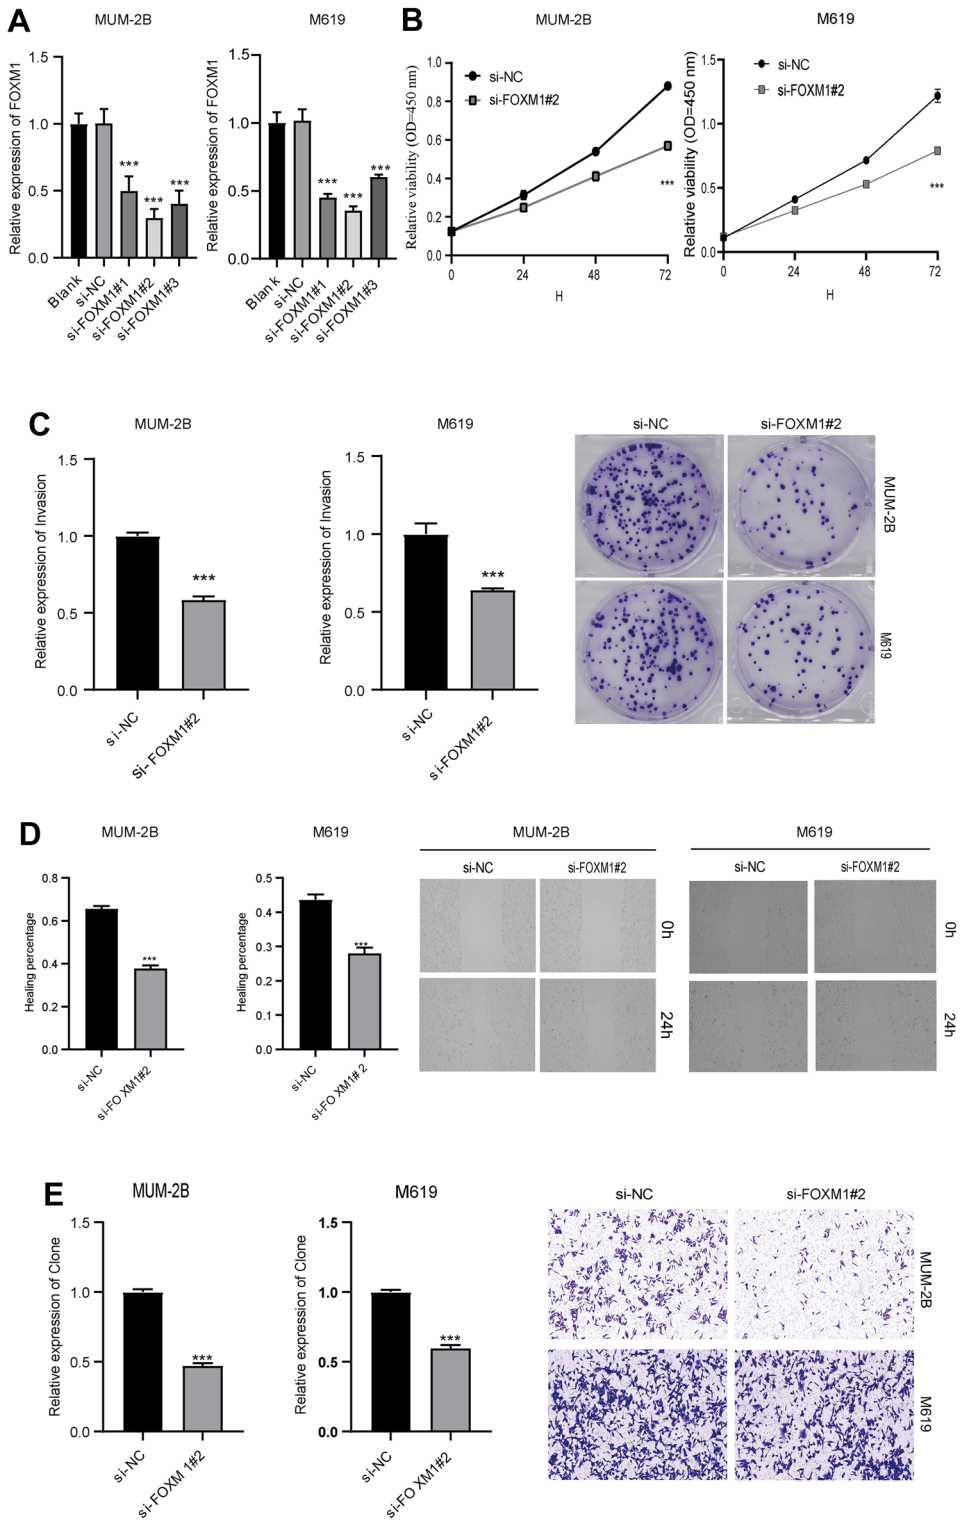 A
MUM-2B
M619
Relative expression of FOXM1
1.5
1.0
0.5
0.0
***
***
***
Blank
si-NC
si-FOXM1#1
si-FOXM1#2
si-FOXM1#3
Relative expression of FOXM1
1.5
1.0
0.5
0.0
***
***
***
Blank
si-NC
si-FOXM1#1
si-FOXM1#2
si-FOXM1#3
B
MUM-2B
M619
Relative viability (OD=450 nm)
1.0
0.8
0.6
0.4
0.2
0.0
si-NC
si-FOXM1#2
***
0
24
48
72
H
Relative viability (OD=450 nm)
1.5
1.0
0.5
0.0
si-NC
si-FOXM1#2
***
0
24
48
72
H
C
MUM-2B
Relative expression of Invasion
1.5
1.0
0.5
0.0
***
si-NC
si- FOXM1#2
M619
Relative expression of Invasion
1.5
1.0
0.5
0.0
***
si-NC
si-FOXM1#2
si-NC
si-FOXM1#2
MUM-2B
M619
D
MUM-2B
Healing percentage
0.8
0.6
0.4
0.2
0.0
***
si-NC
si-FO XM1#2
M619
Healing percentage
0.5
0.4
0.3
0.2
0.1
0.0
***
si-NC
si-FO XM1# 2
MUM-2B
si-NC
si-FOXM1#2
0h
24h
M619
si-NC
si-FOXM1#2
0h
24h
E
MUM-2B
Relative expression of Clone
1.5
1.0
0.5
0.0
***
si-NC
si-FOXM 1#2
M619
Relative expression of Clone
1.5
1.0
0.5
0.0
***
si-NC
si-FO XM1#2
si-NC
si-FOXM1#2
MUM-2B
M619